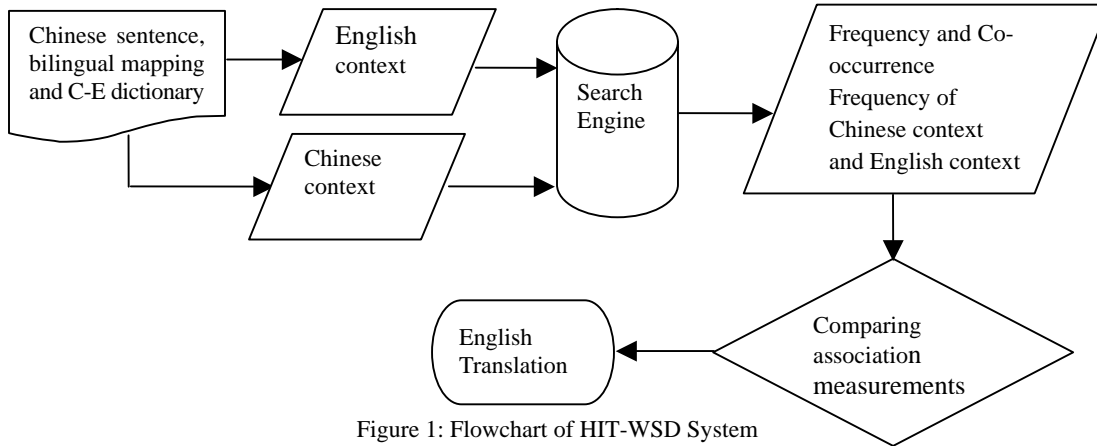 Chinese sentence,
bilingual mapping
and C-E dictionary
English
context
Chinese
context
Search
Engine
Frequency and Co-
occurrence
Frequency of
Chinese context
and English context
Comparing
association
measurements
English
Translation
Figure 1: Flowchart of HIT-WSD System